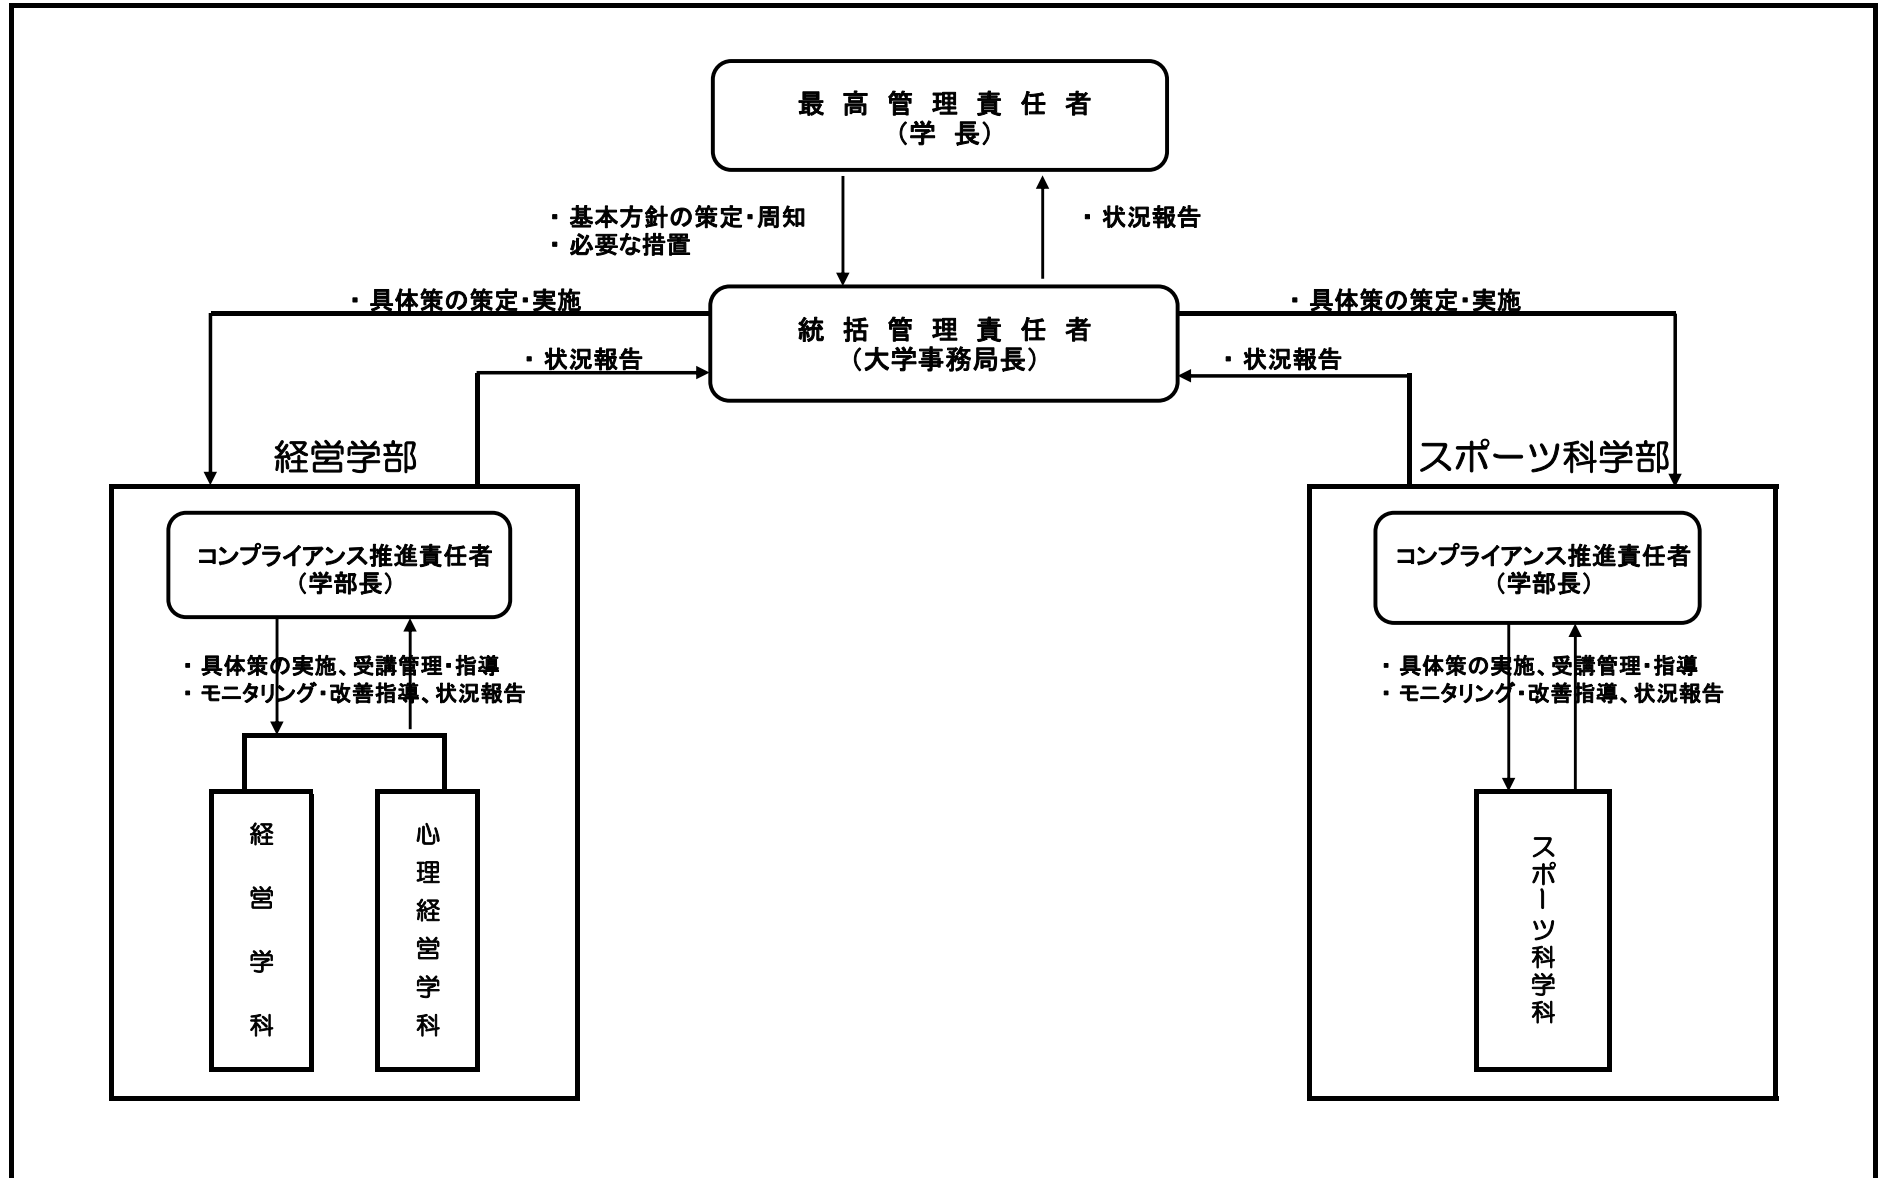 最高管理責任者
（学　長）
・ 基本方針の策定・周知
・ 必要な措置
・ 状況報告
・ 具体策の策定・実施
・ 具体策の策定・実施
統括管理責任者
（大学事務局長）
・ 状況報告
・ 状況報告
経営学部
スポーツ科学部
コンプライアンス推進責任者
（学部長）
コンプライアンス推進責任者
（学部長）
・ 具体策の実施、受講管理・指導
・ モニタリング・改善指導、状況報告
・ 具体策の実施、受講管理・指導
・ モニタリング・改善指導、状況報告
経営学科
心理経営学科
スポーツ科学科